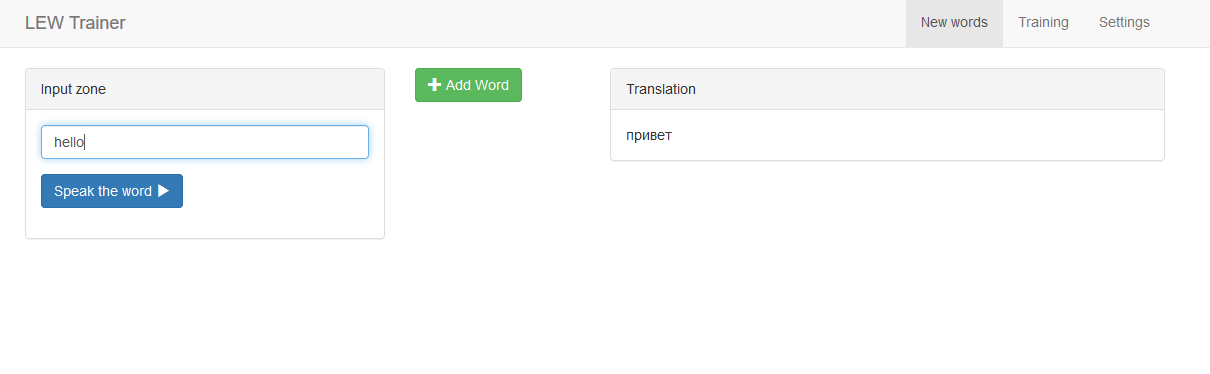 LEW Trainer
New words
Training
Settings
Input zone
hello
Speak the word
Add Word
Translation
привет